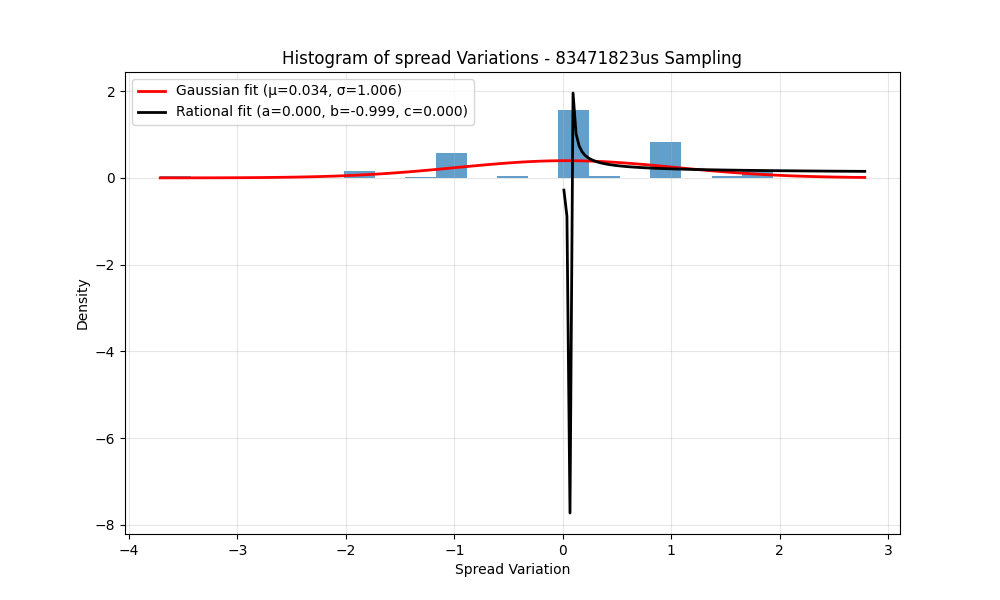 Histogram of spread Variations - 83471823us Sampling
Gaussian fit (μ=0.034, σ=1.006)
Rational fit (a=0.000, b=-0.999, c=0.000)
2
0
−2
−4
−6
−8
Density
−4 −3 −2 −1 0 1 2 3
Spread Variation